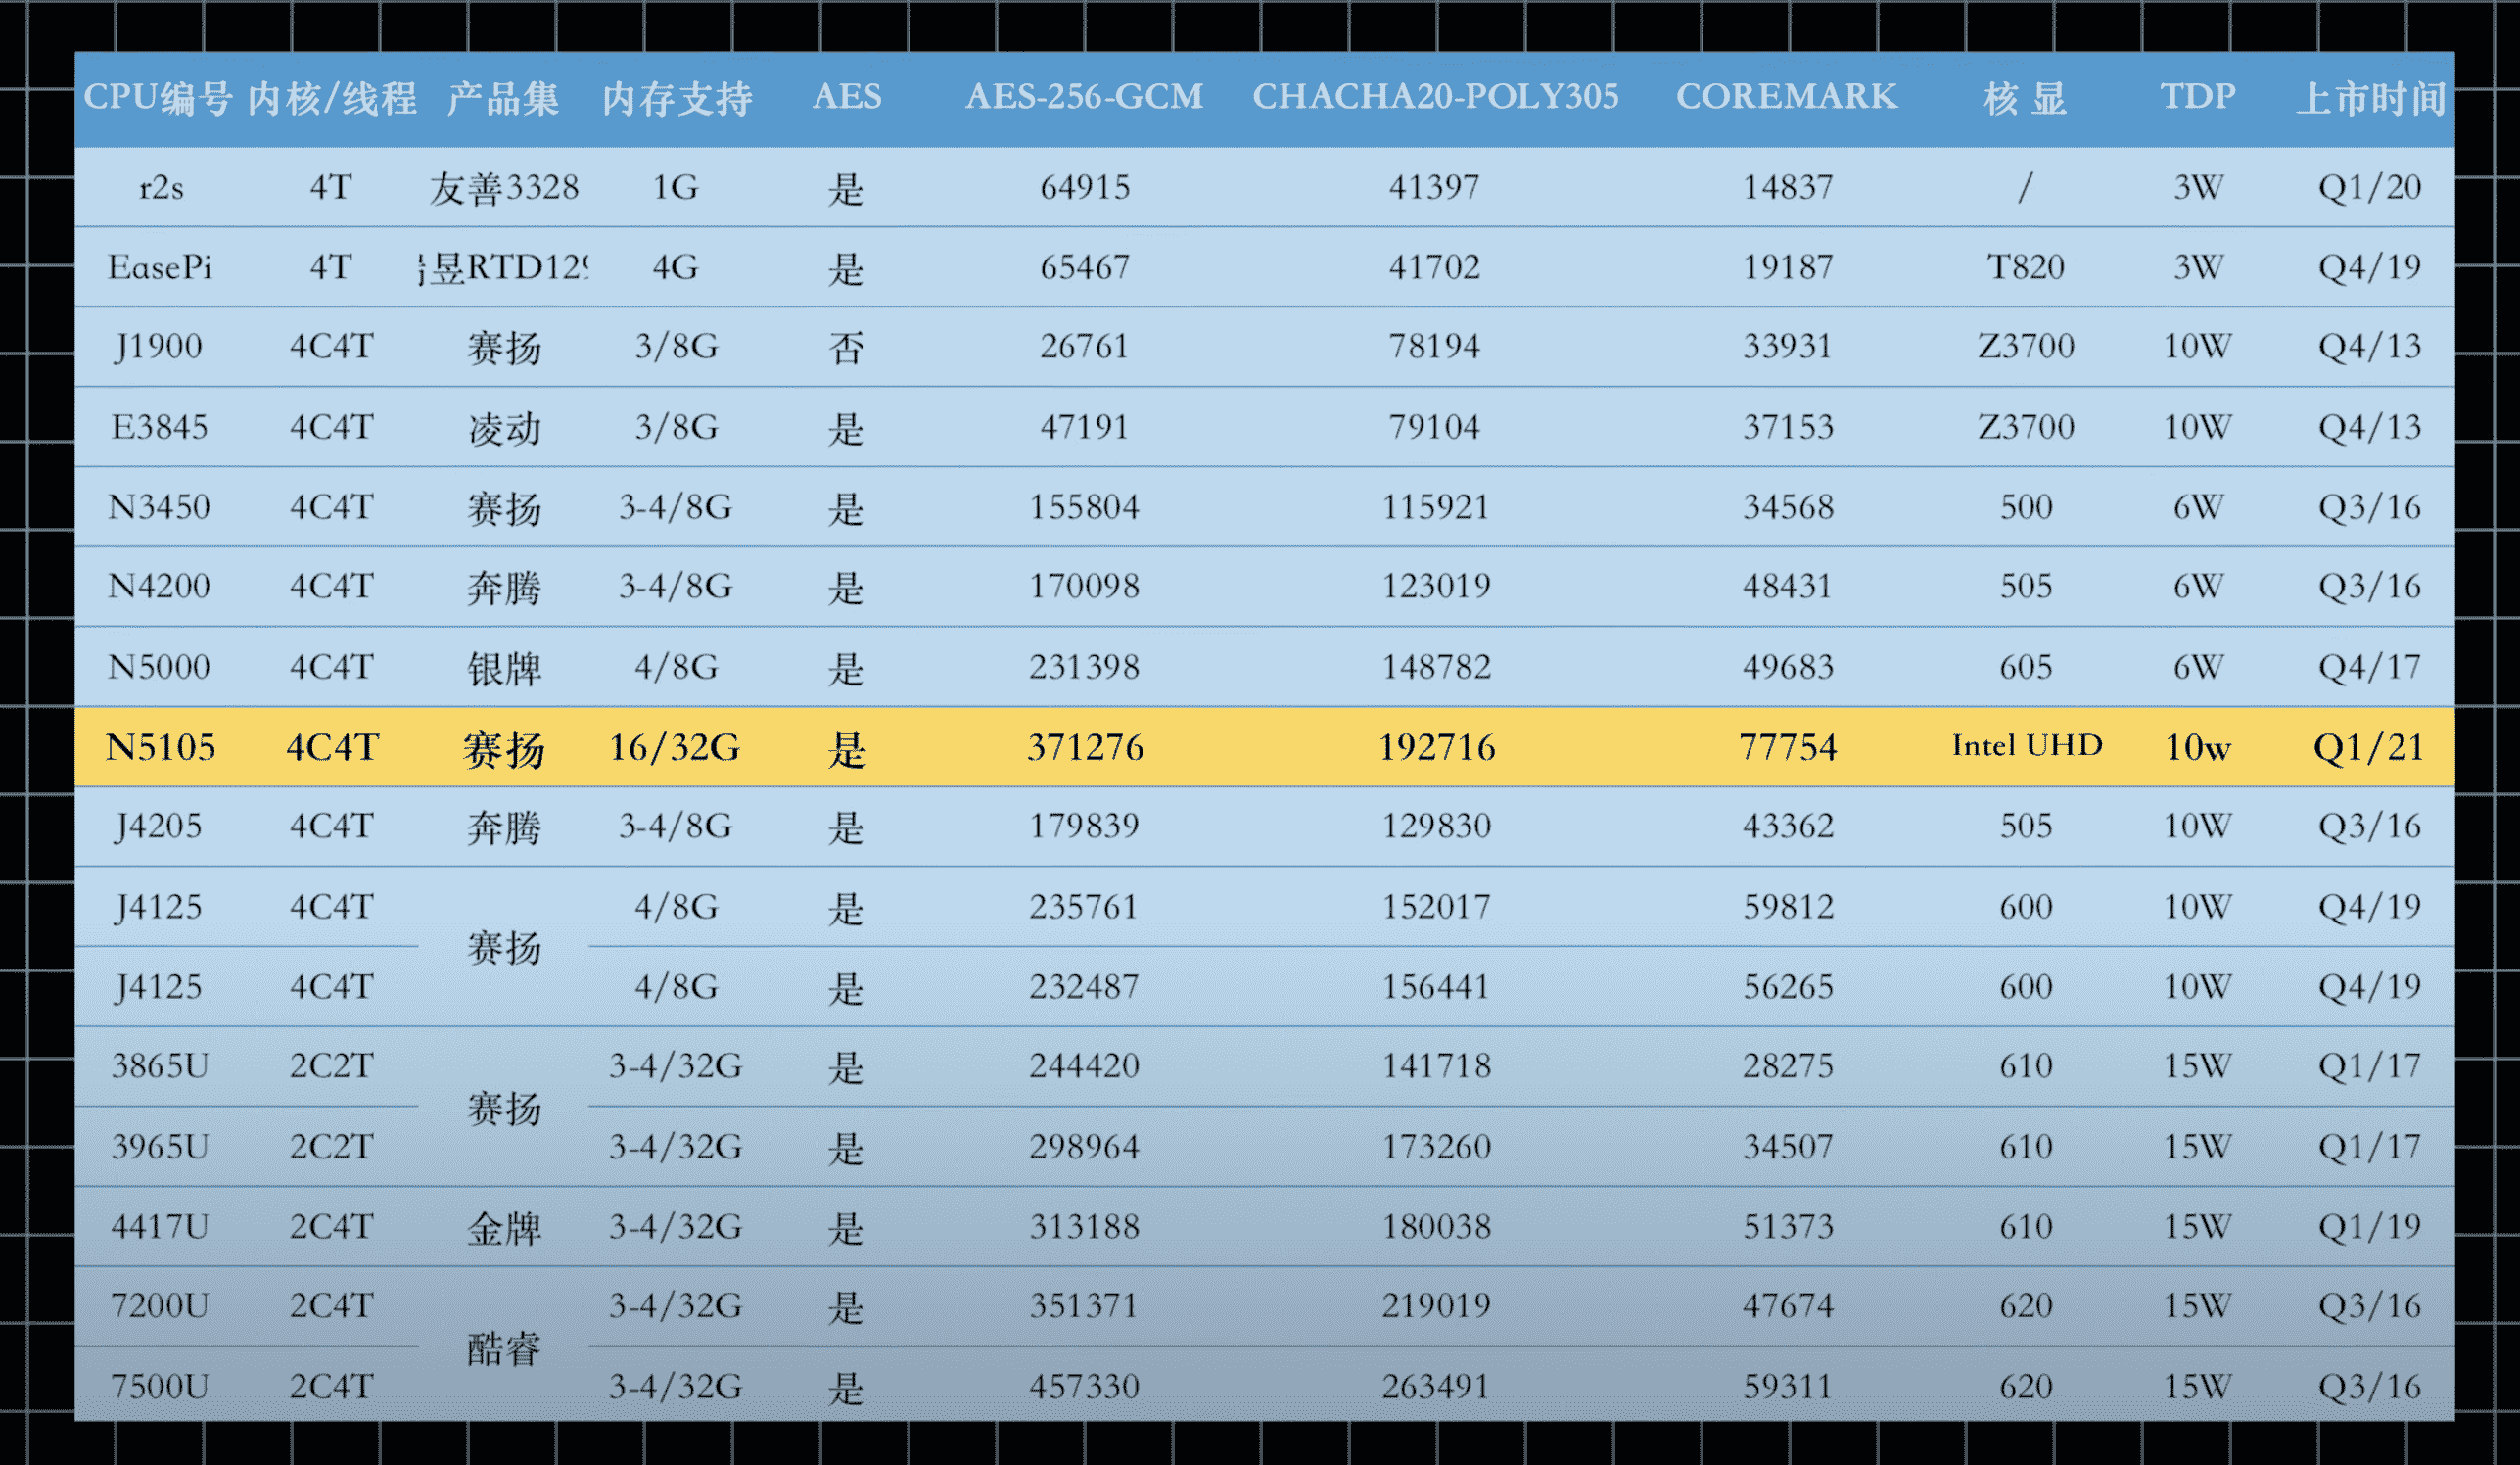 CPU编号 内核/线程 产品集 内存支持 AES AES-256-GCM CHACHA20-POLY305 COREMARK 核 显 TDP 上市时间
r2s 4T 友善3328 1G 是 64915 41397 14837 / 3W Q1/20
EasePi 4T 昱RTD129 4G 是 65467 41702 19187 T820 3W Q4/19
J1900 4C4T 赛扬 3/8G 否 26761 78194 33931 Z3700 10W Q4/13
E3845 4C4T 凌动 3/8G 是 47191 79104 37153 Z3700 10W Q4/13
N3450 4C4T 赛扬 3-4/8G 是 155804 115921 34568 500 6W Q3/16
N4200 4C4T 奔腾 3-4/8G 是 170098 123019 48431 505 6W Q3/16
N5000 4C4T 银牌 4/8G 是 231398 148782 49683 605 6W Q4/17
N5105 4C4T 赛扬 16/32G 是 371276 192716 77754 Intel UHD 10w Q1/21
J4205 4C4T 奔腾 3-4/8G 是 179839 129830 43362 505 10W Q3/16
J4125 4C4T 赛扬 4/8G 是 235761 152017 59812 600 10W Q4/19
J4125 4C4T 4/8G 是 232487 156441 56265 600 10W Q4/19
3865U 2C2T 赛扬 3-4/32G 是 244420 141718 28275 610 15W Q1/17
3965U 2C2T 3-4/32G 是 298964 173260 34507 610 15W Q1/17
4417U 2C4T 金牌 3-4/32G 是 313188 180038 51373 610 15W Q1/19
7200U 2C4T 酷睿 3-4/32G 是 351371 219019 47674 620 15W Q3/16
7500U 2C4T 3-4/32G 是 457330 263491 59311 620 15W Q3/16